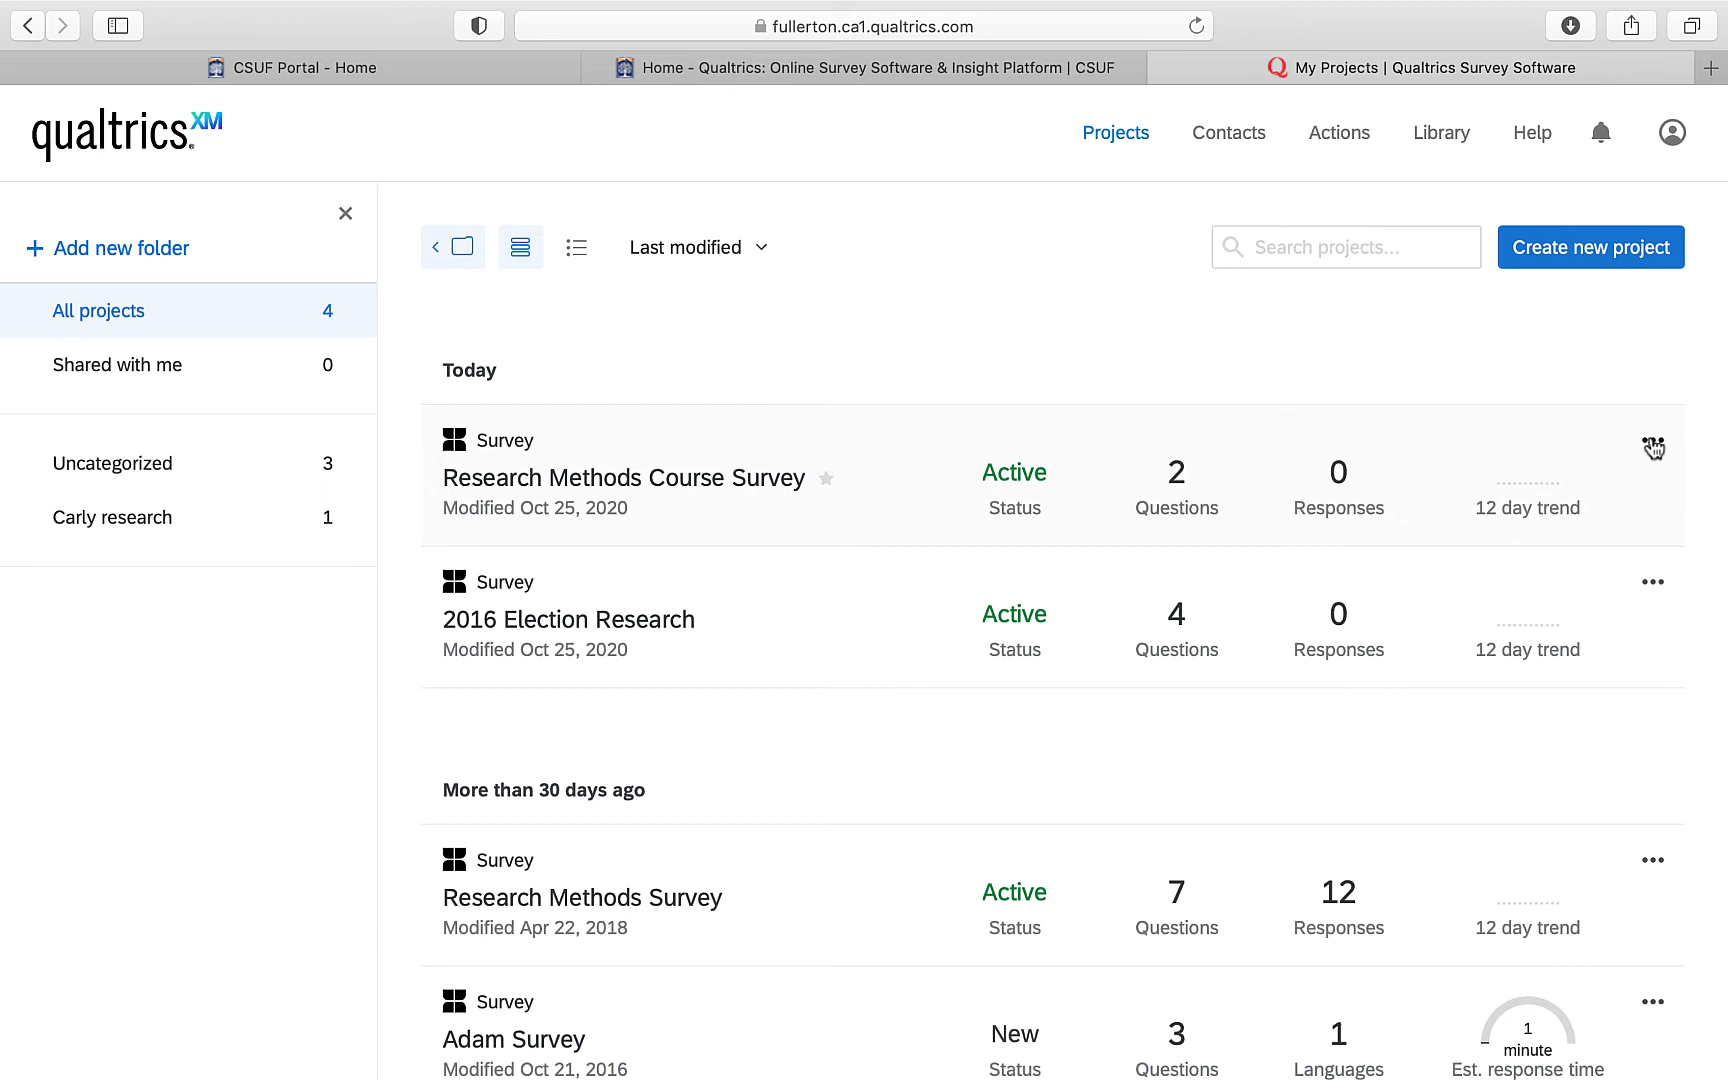 fullerton.ca1.qualtrics.com
CSUF Portal - Home
Home - Qualtrics: Online Survey Software & Insight Platform | CSUF
Q My Projects | Qualtrics Survey Software
qualtrics.XM
Projects
Contacts
Actions
Library
Help
+ Add new folder
All projects 4
Shared with me 0
Uncategorized 3
Carly research 1
Last modified
Search projects...
Create new project
Today
Survey
Research Methods Course Survey
Modified Oct 25, 2020
Active
Status
2
Questions
0
Responses
12 day trend
Survey
2016 Election Research
Modified Oct 25, 2020
Active
Status
4
Questions
0
Responses
12 day trend
More than 30 days ago
Survey
Research Methods Survey
Modified Apr 22, 2018
Active
Status
7
Questions
12
Responses
12 day trend
Survey
Adam Survey
Modified Oct 21, 2016
New
Status
3
Questions
1
Languages
1
minute
Est. response time